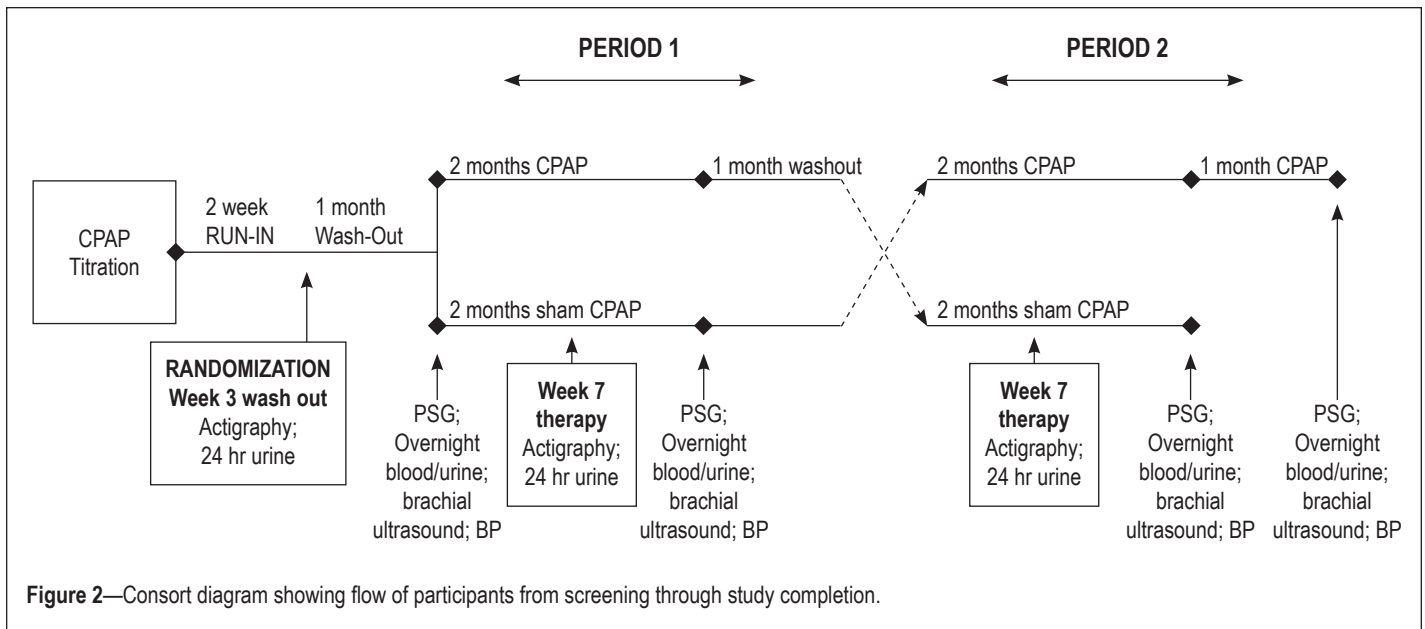 PERIOD 1
PERIOD 2
CPAP
Titration
2 week
RUN-IN
1 month
Wash-Out
2 months CPAP
1 month washout
2 months CPAP
1 month CPAP
2 months sham CPAP
2 months sham CPAP
RANDOMIZATION
Week 3 wash out
Actigraphy;
24 hr urine
PSG;
Overnight
blood/urine;
brachial
ultrasound; BP
Week 7
therapy
Actigraphy;
24 hr urine
PSG;
Overnight
blood/urine;
brachial
ultrasound; BP
Week 7
therapy
Actigraphy;
24 hr urine
PSG;
Overnight
blood/urine;
brachial
ultrasound; BP
PSG;
Overnight
blood/urine;
brachial
ultrasound; BP
Figure 2—Consort diagram showing flow of participants from screening through study completion.